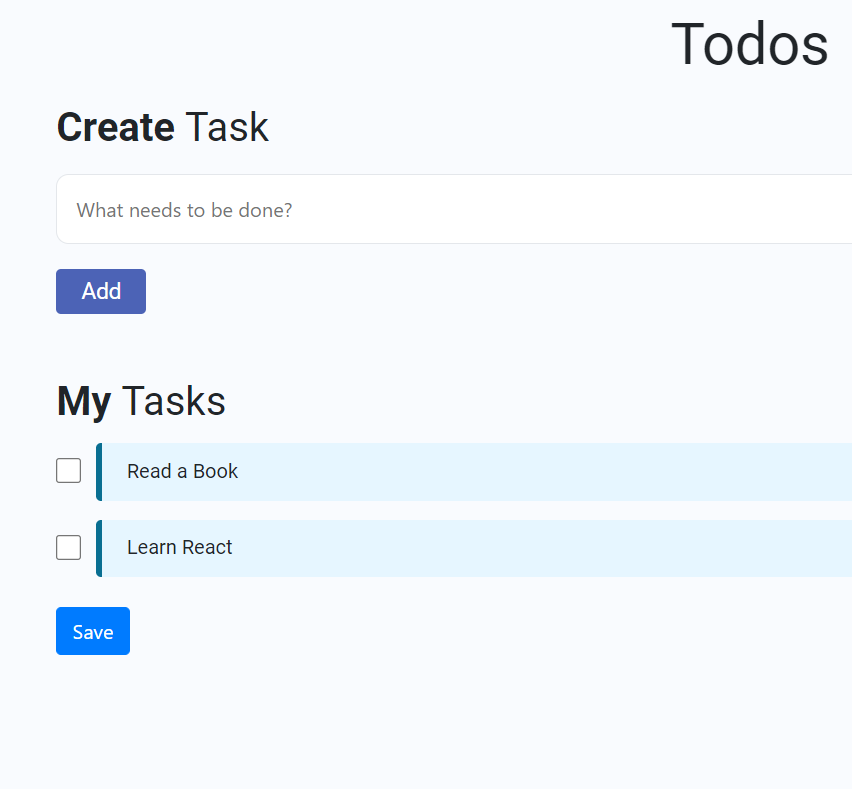 Todos
Create Task
What needs to be done?
Add
My Tasks
Read a Book
Learn React
Save